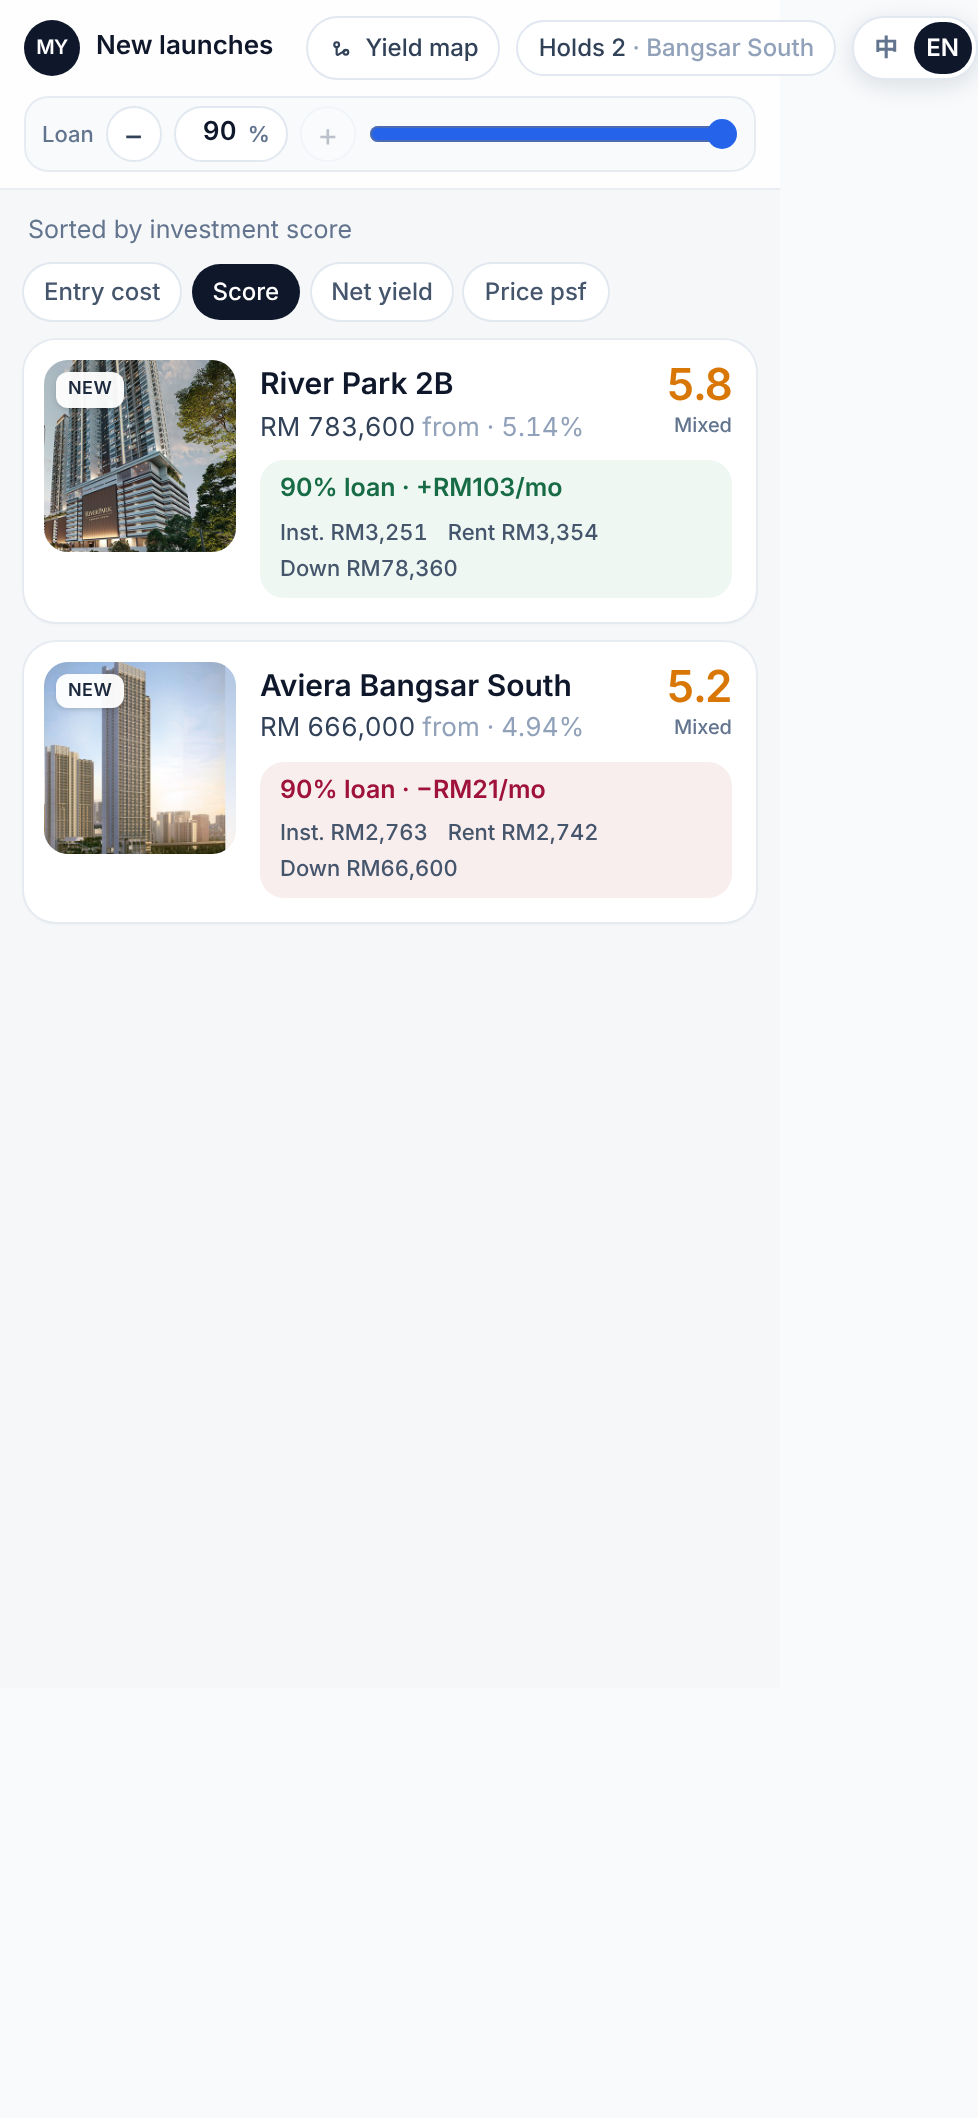 MY New launches Yield map Holds 2 · Bangsar South 中 EN
Loan − 90 % +
Sorted by investment score
Entry cost Score Net yield Price psf
NEW
RIVER PARK
River Park 2B 5.8
RM 783,600 from · 5.14% Mixed
90% loan · +RM103/mo
Inst. RM3,251 Rent RM3,354
Down RM78,360
NEW
Aviera Bangsar South 5.2
RM 666,000 from · 4.94% Mixed
90% loan · −RM21/mo
Inst. RM2,763 Rent RM2,742
Down RM66,600